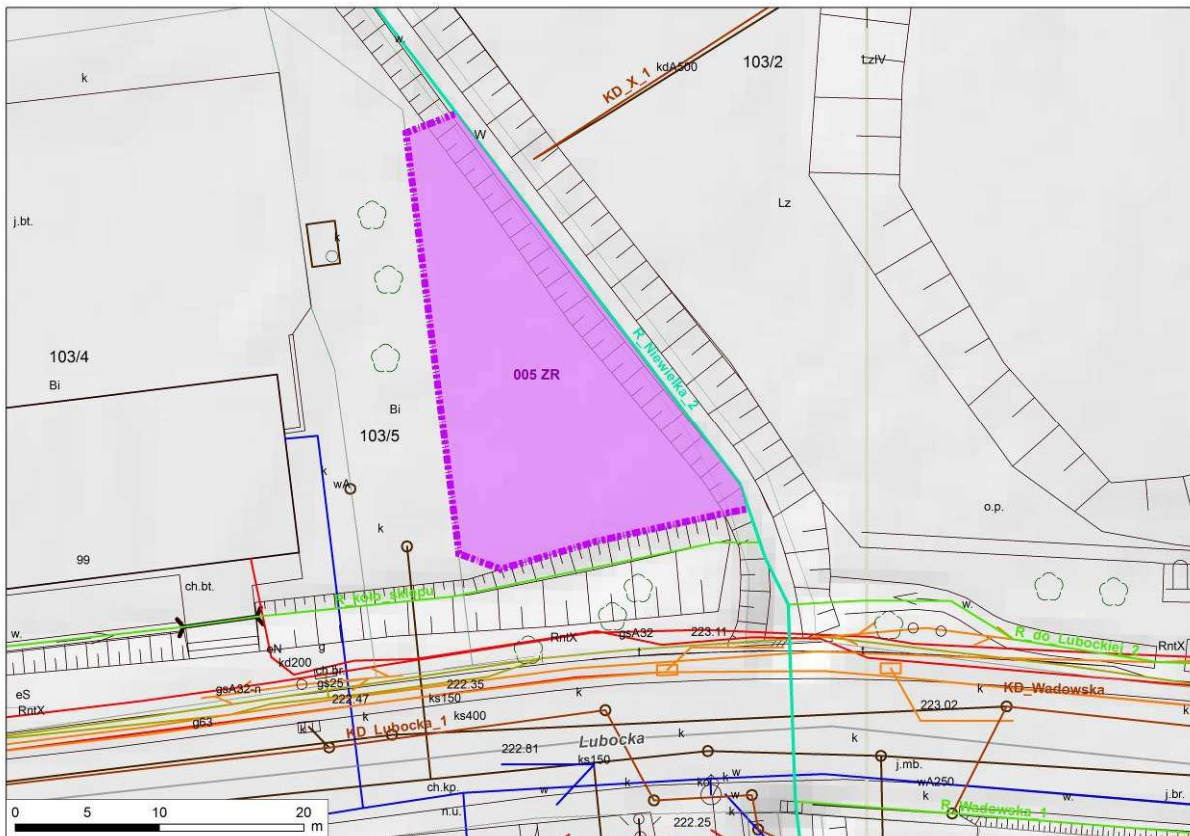 w.
k
KD_X_1
kdA500
103/2
ŁzIV
W
j.bt.
k
Lz
103/4
Bi
005 ZR
R_Niewielka_2
Bi
103/5
k
wA
k
o.p.
99
ch.bt.
R_koło_sklepu
w.
w.
R_do_Lubockiej_2
RntX
gsA32
223.11
RntX
t
t
eN
g
kd200
ch.br.
gs25
eS
RntX
gsA32-n
222.47
222.35
ks150
k
k
KD_Wadowska
g63
k
k
KD_Lubocka_1
ks400
223.02
k
222.81
Lubocka
k
k
ks150
j.mb.
ch.kp.
w
k
k
w
wA250
k
w.
j.br.
n.u.
w
k
222.25
R_Wadowska_1
0 5 10 20
m